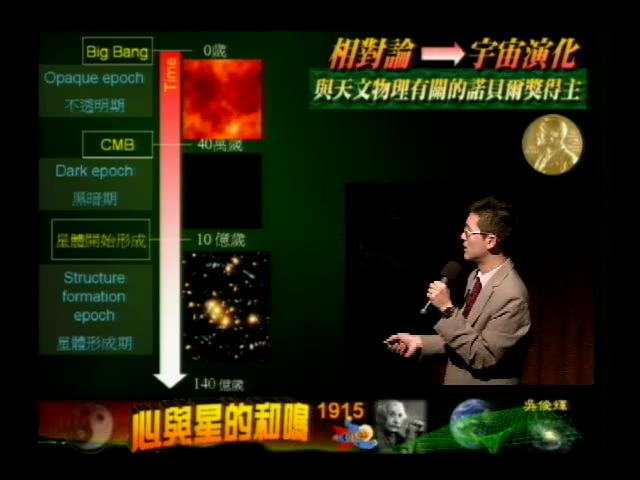 Big Bang
0歲
Time
Opaque epoch
不透明期
CMB
40萬歲
Dark epoch
黑暗期
星體開始形成
10億歲
Structure
formation
epoch
星體形成期
140億歲
相對論
宇宙演化
與天文物理有關的諾貝爾獎得主
心與星的和鳴
1915
吳俊輝